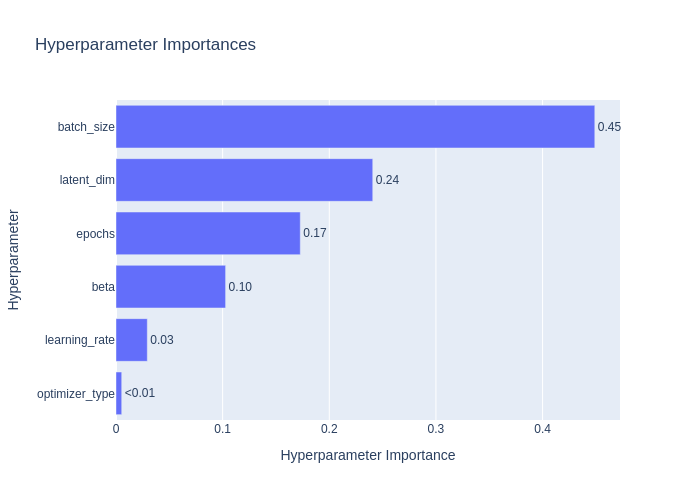 Hyperparameter Importances
Hyperparameter
batch_size 0.45
latent_dim 0.24
epochs 0.17
beta 0.10
learning_rate 0.03
optimizer_type <0.01
0 0.1 0.2 0.3 0.4
Hyperparameter Importance